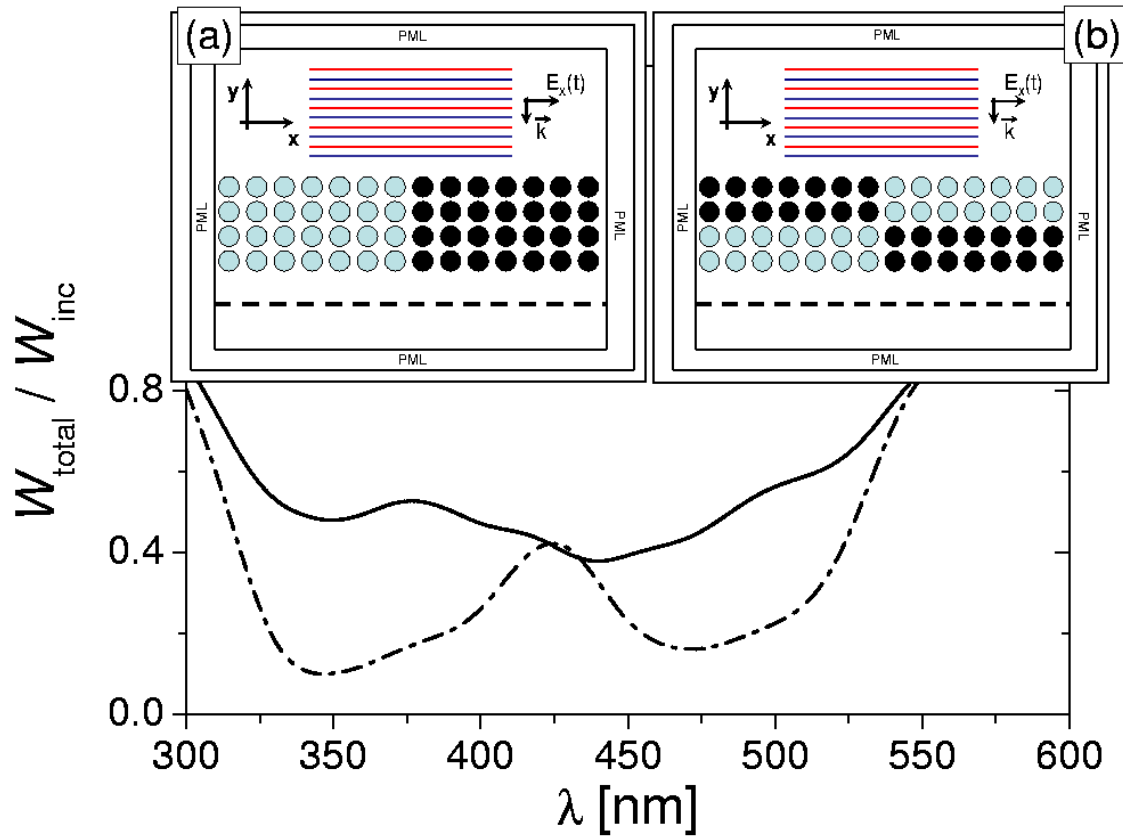 (a)
PML
y
x
E_x(t)
k
PML
PML
PML
(b)
PML
y
x
E_x(t)
k
PML
PML
PML
W_total / W_inc
0.8
0.4
0.0
300 350 400 450 500 550 600
λ [nm]